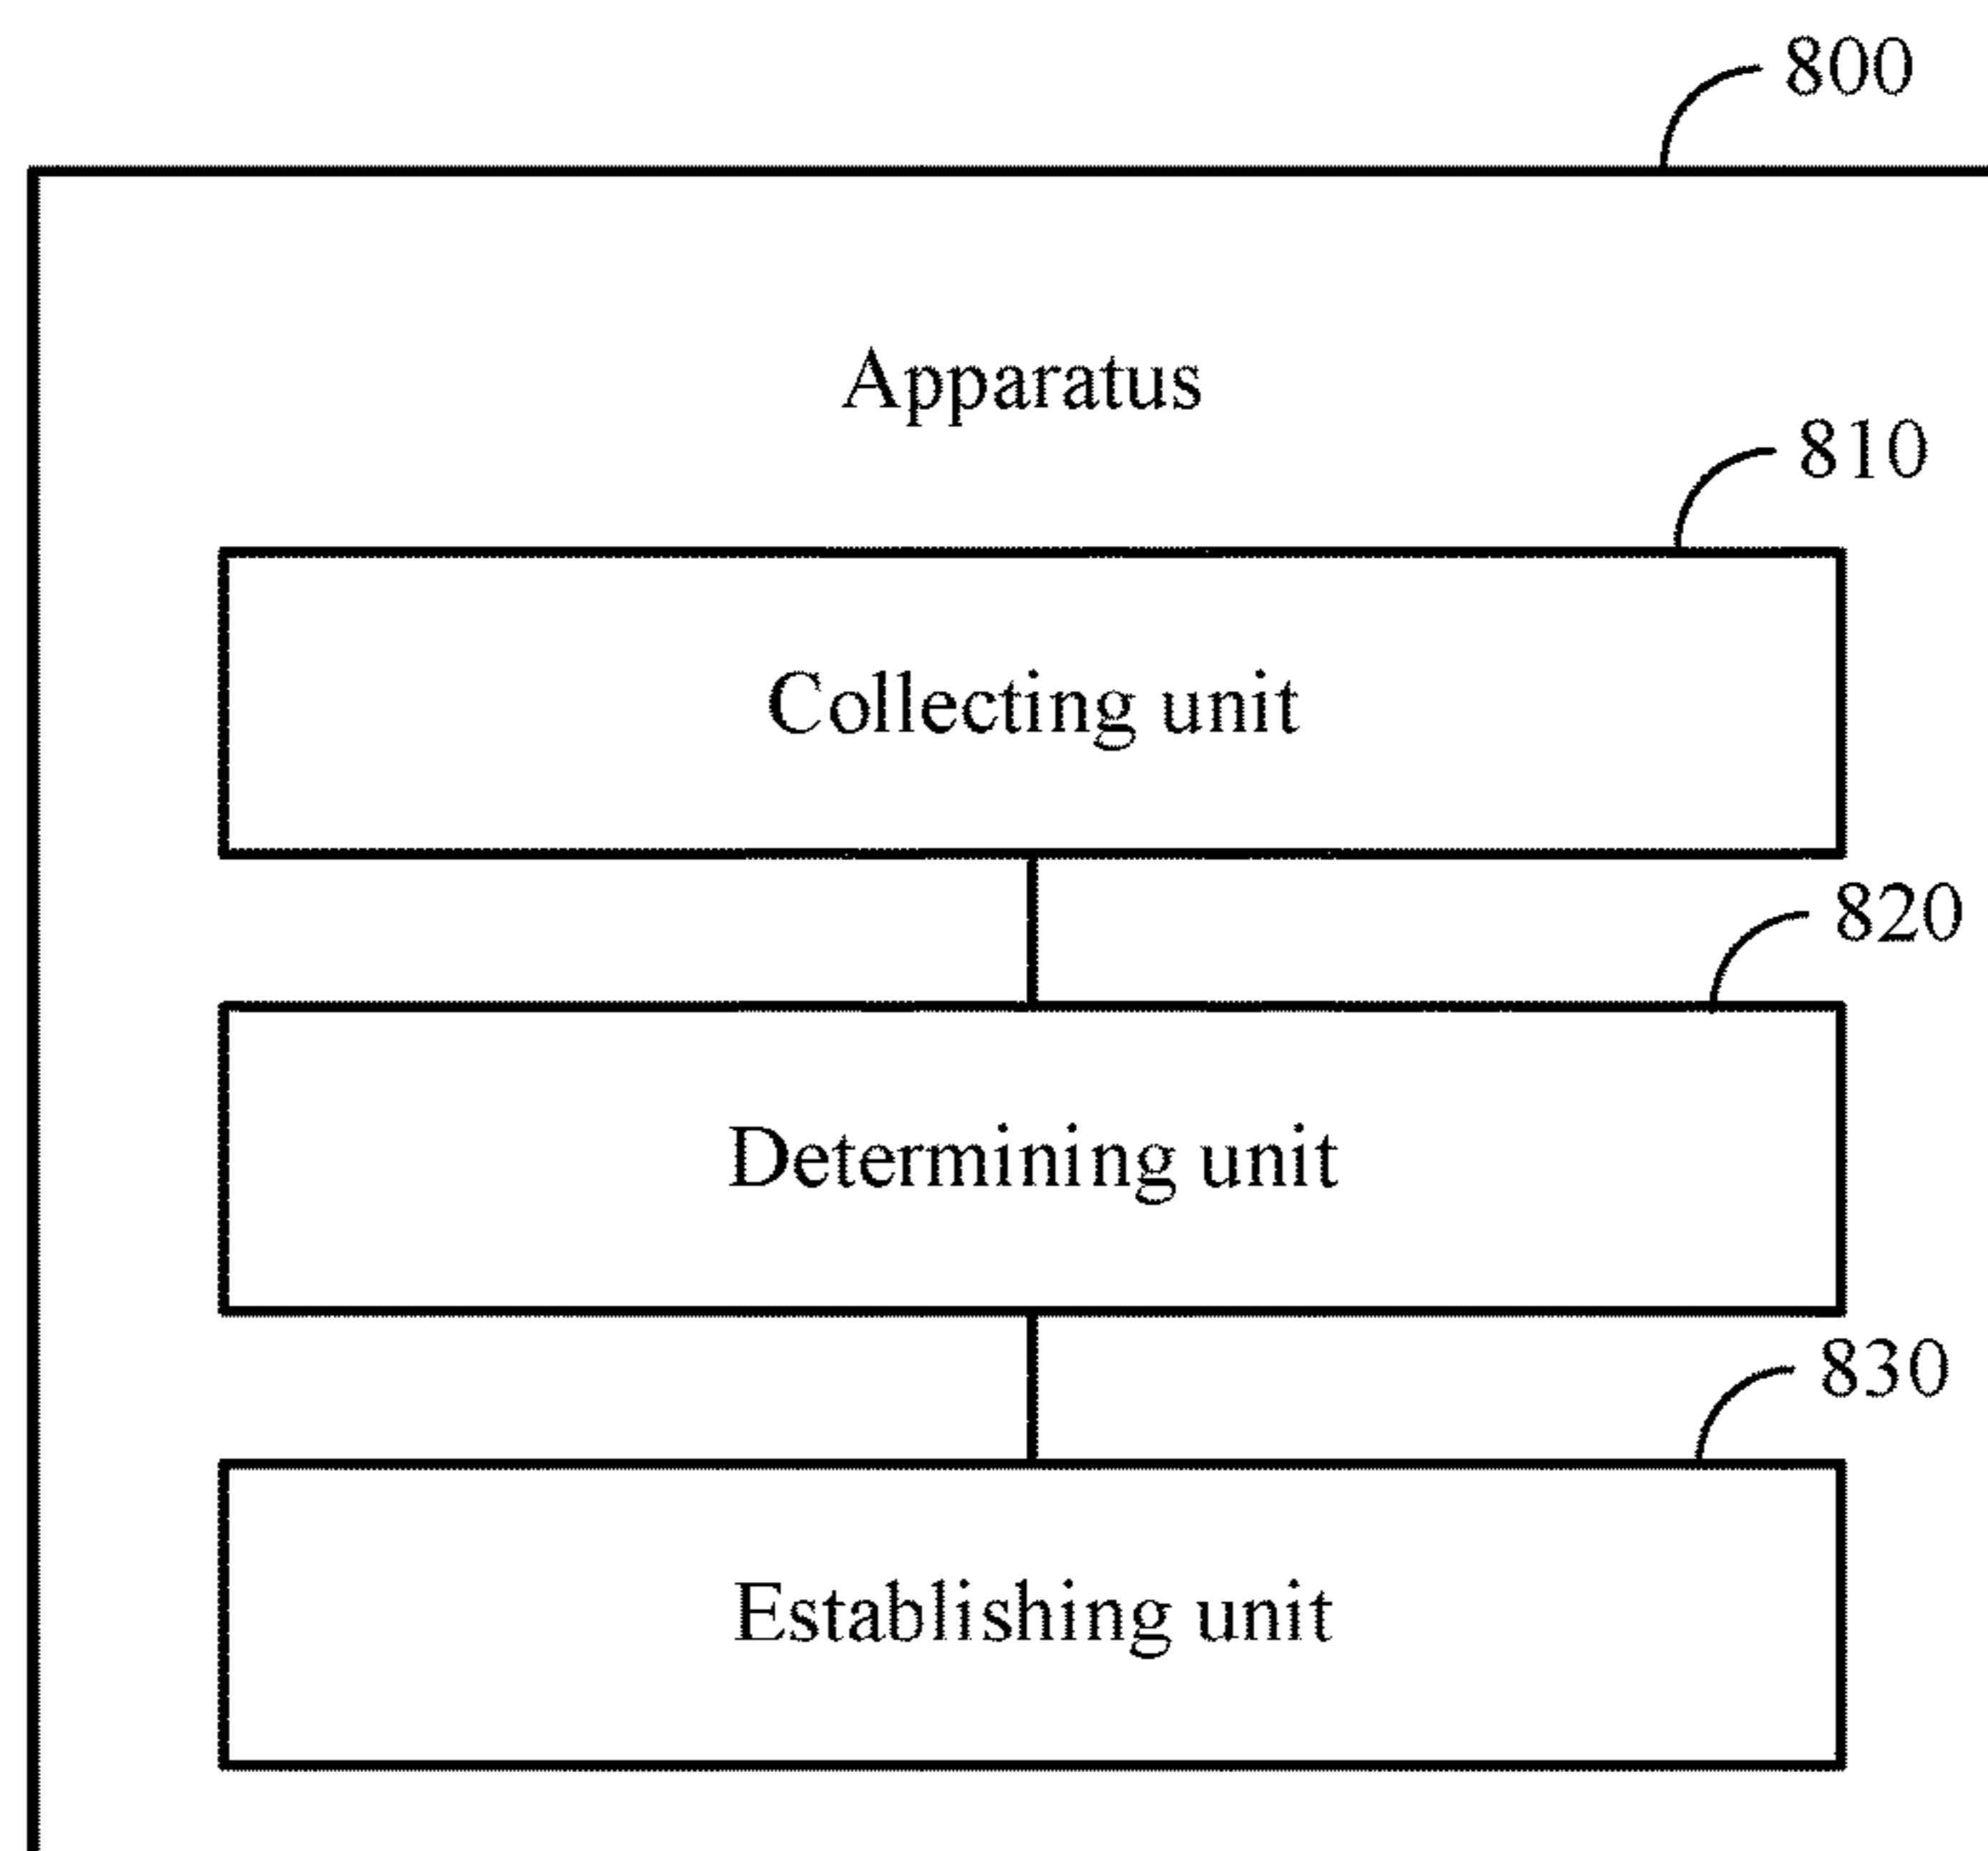 800
Apparatus
810
Collecting unit
820
Determining unit
830
Establishing unit